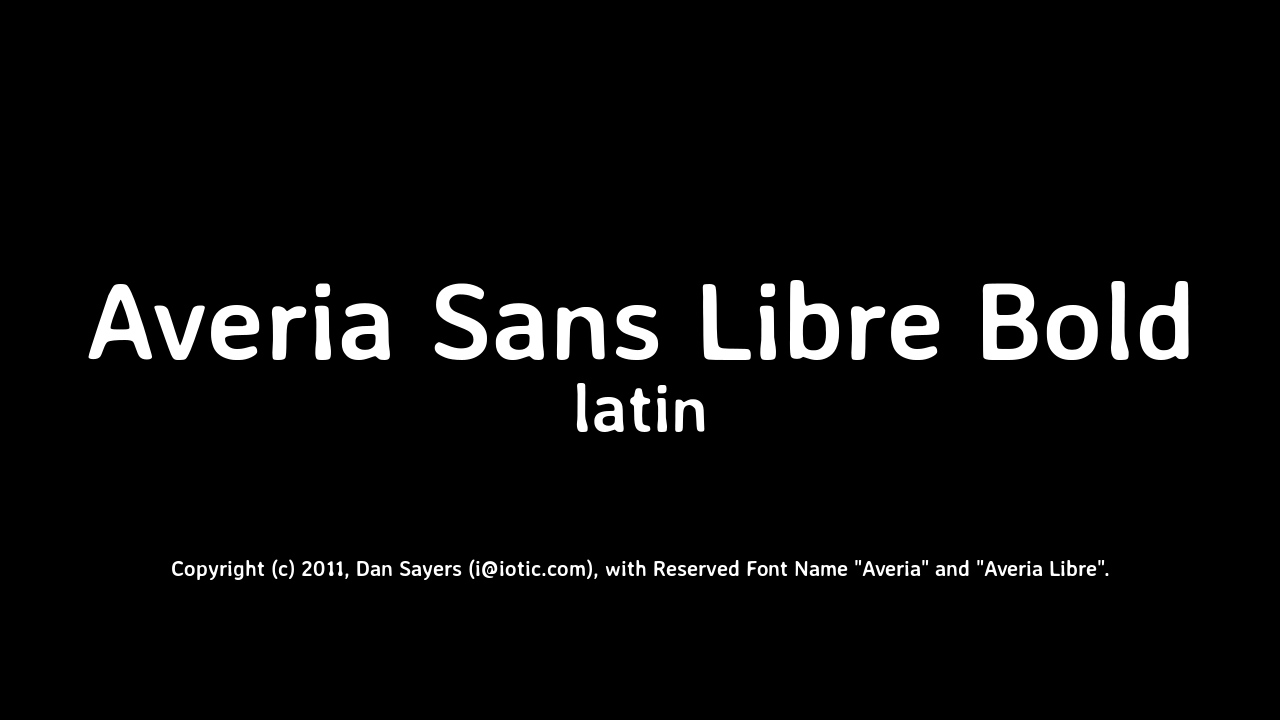 Averia Sans Libre Bold
latin
Copyright (c) 2011, Dan Sayers (i@iotic.com), with Reserved Font Name "Averia" and "Averia Libre".